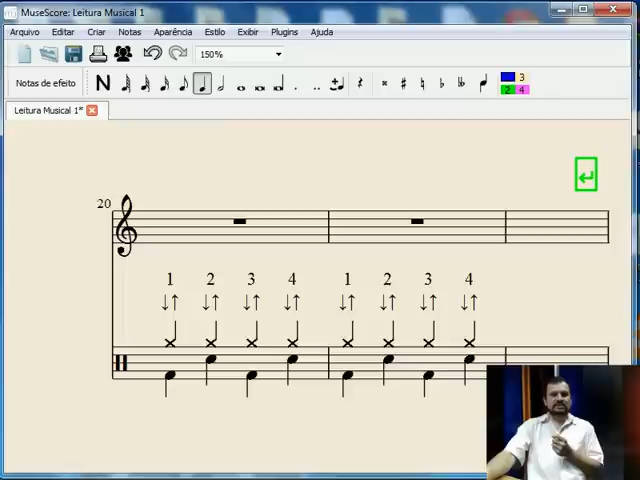 MuseScore: Leitura Musical 1
Arquivo Editar Criar Notas Aparência Estilo Exibir Plugins Ajuda
150%
Notas de efeito N 1 3 2 4
Leitura Musical 1*
20
1 2 3 4 1 2 3 4
↓↑ ↓↑ ↓↑ ↓↑ ↓↑ ↓↑ ↓↑ ↓↑